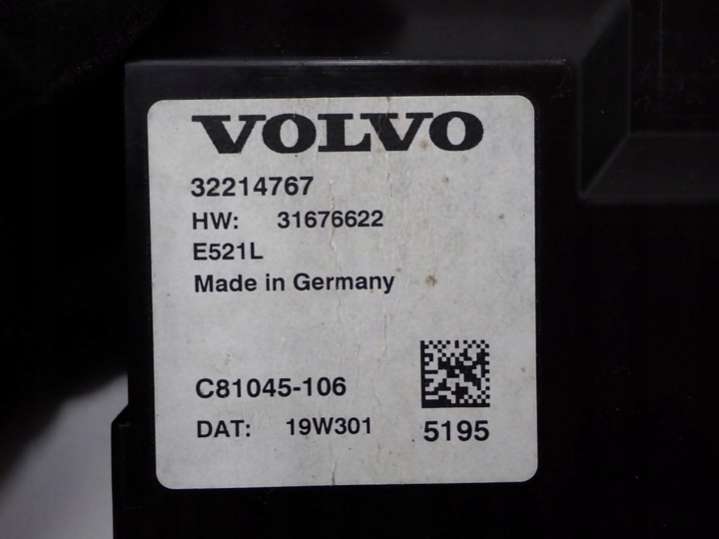 VOLVO
32214767
HW: 31676622
E521L
Made in Germany
C81045-106
DAT: 19W301
5195